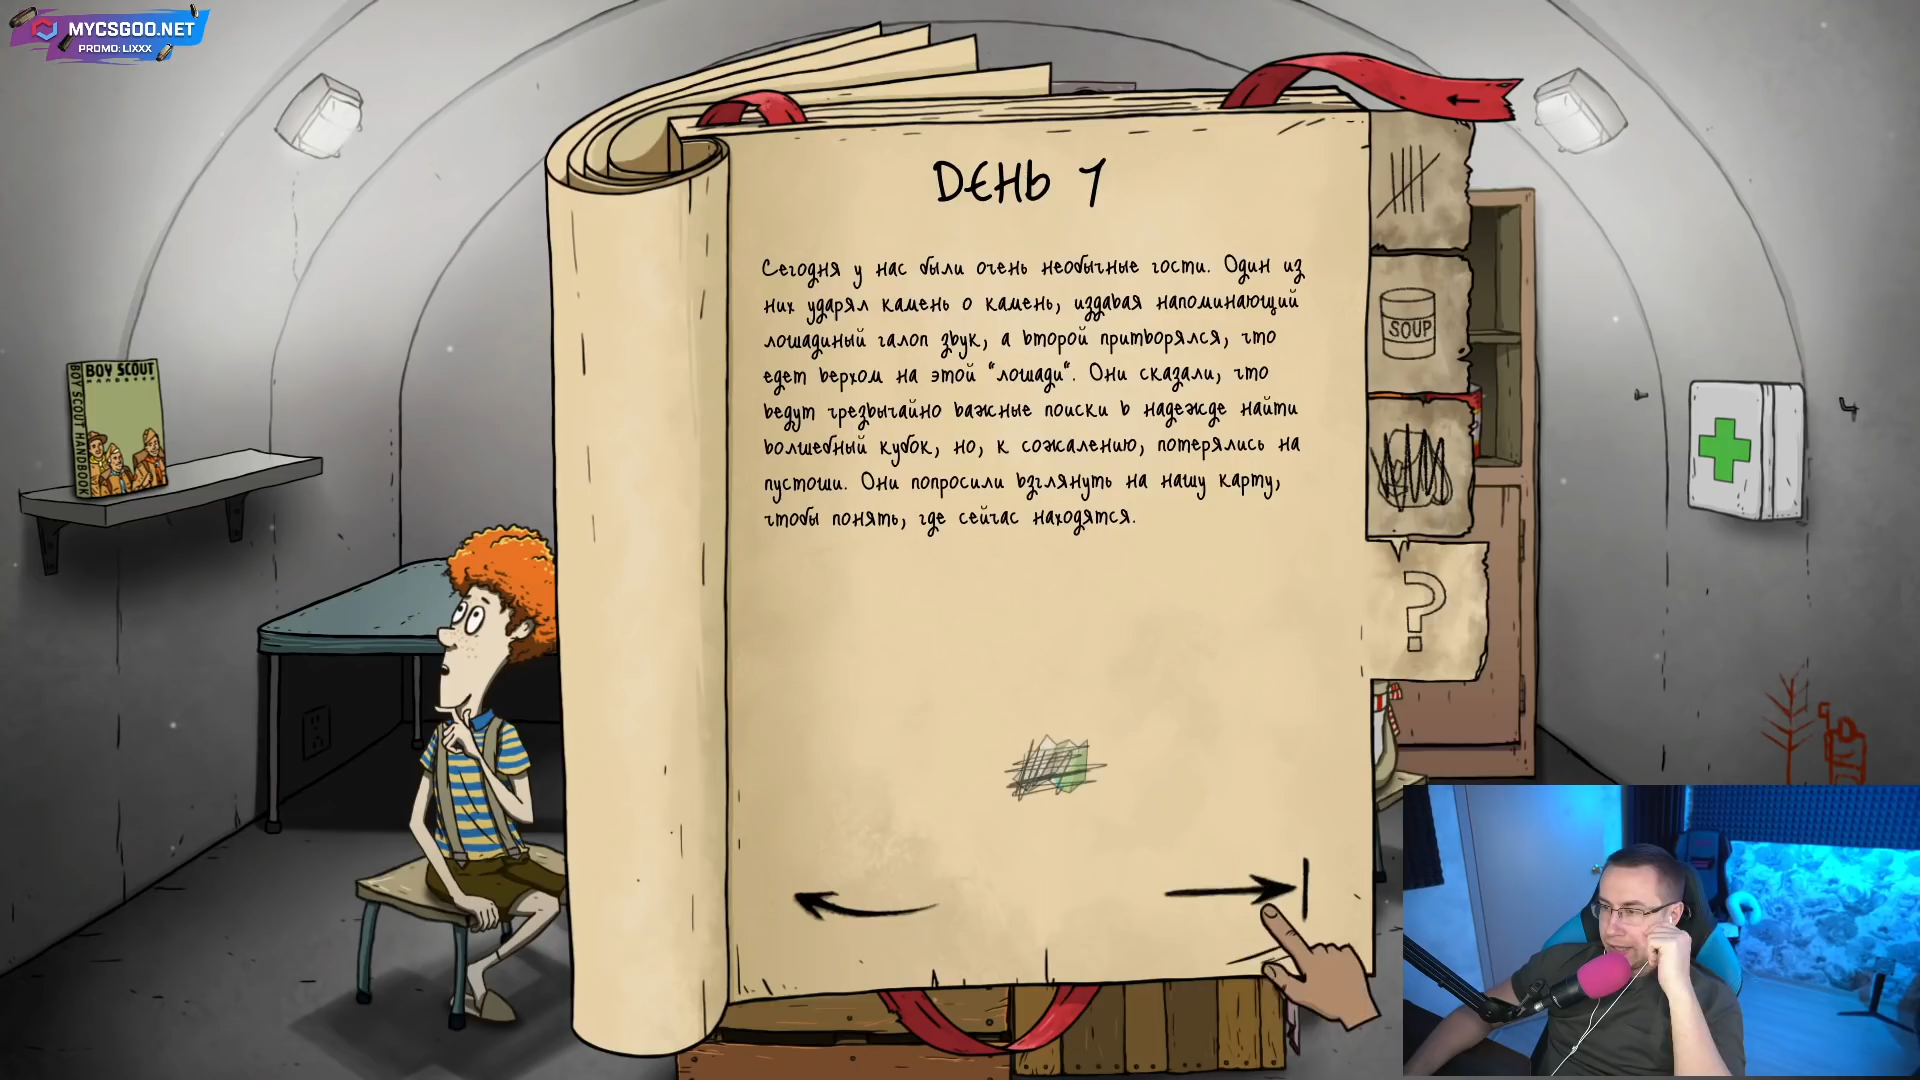 MYCSGOO.NET
PROMO: LIXXX
ДЕНЬ 7
Сегодня у нас были очень необычные гости. Один из
них ударял камень о камень, издавая напоминающий
лошадиный галоп звук, а второй притворялся, что
едет верхом на этой "лошади". Они сказали, что
ведут чрезвычайно важные поиски в надежде найти
волшебный кубок, но, к сожалению, потерялись на
пустоши. Они попросили взглянуть на нашу карту,
чтобы понять, где сейчас находятся.
SOUP
?
BOY SCOUT
HANDBOOK
BOY SCOUT HANDBOOK